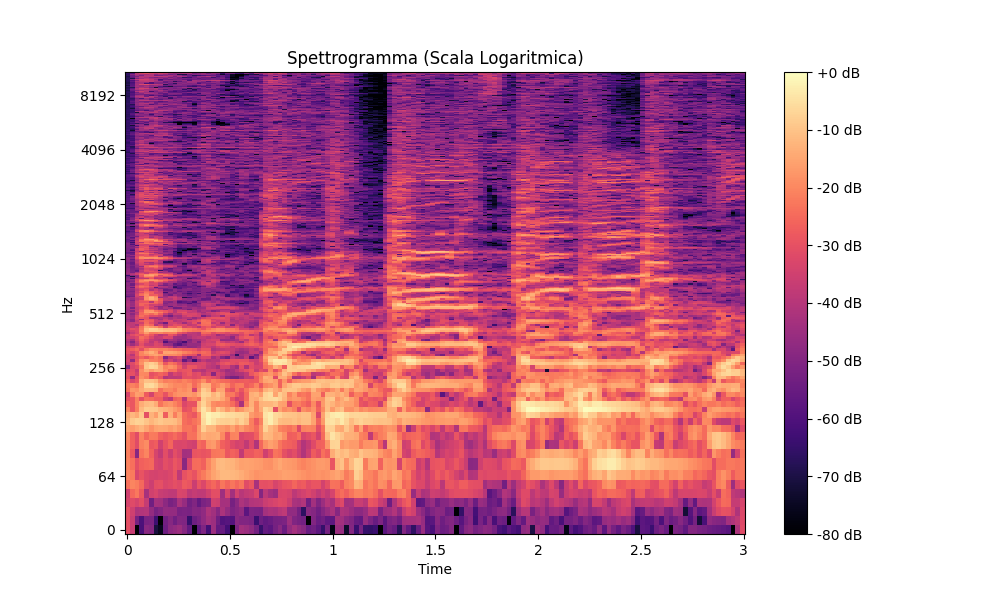 Spettrogramma (Scala Logaritmica)
Hz
8192
4096
2048
1024
512
256
128
64
0
0
0.5
1
1.5
2
2.5
3
Time
+0 dB
-10 dB
-20 dB
-30 dB
-40 dB
-50 dB
-60 dB
-70 dB
-80 dB